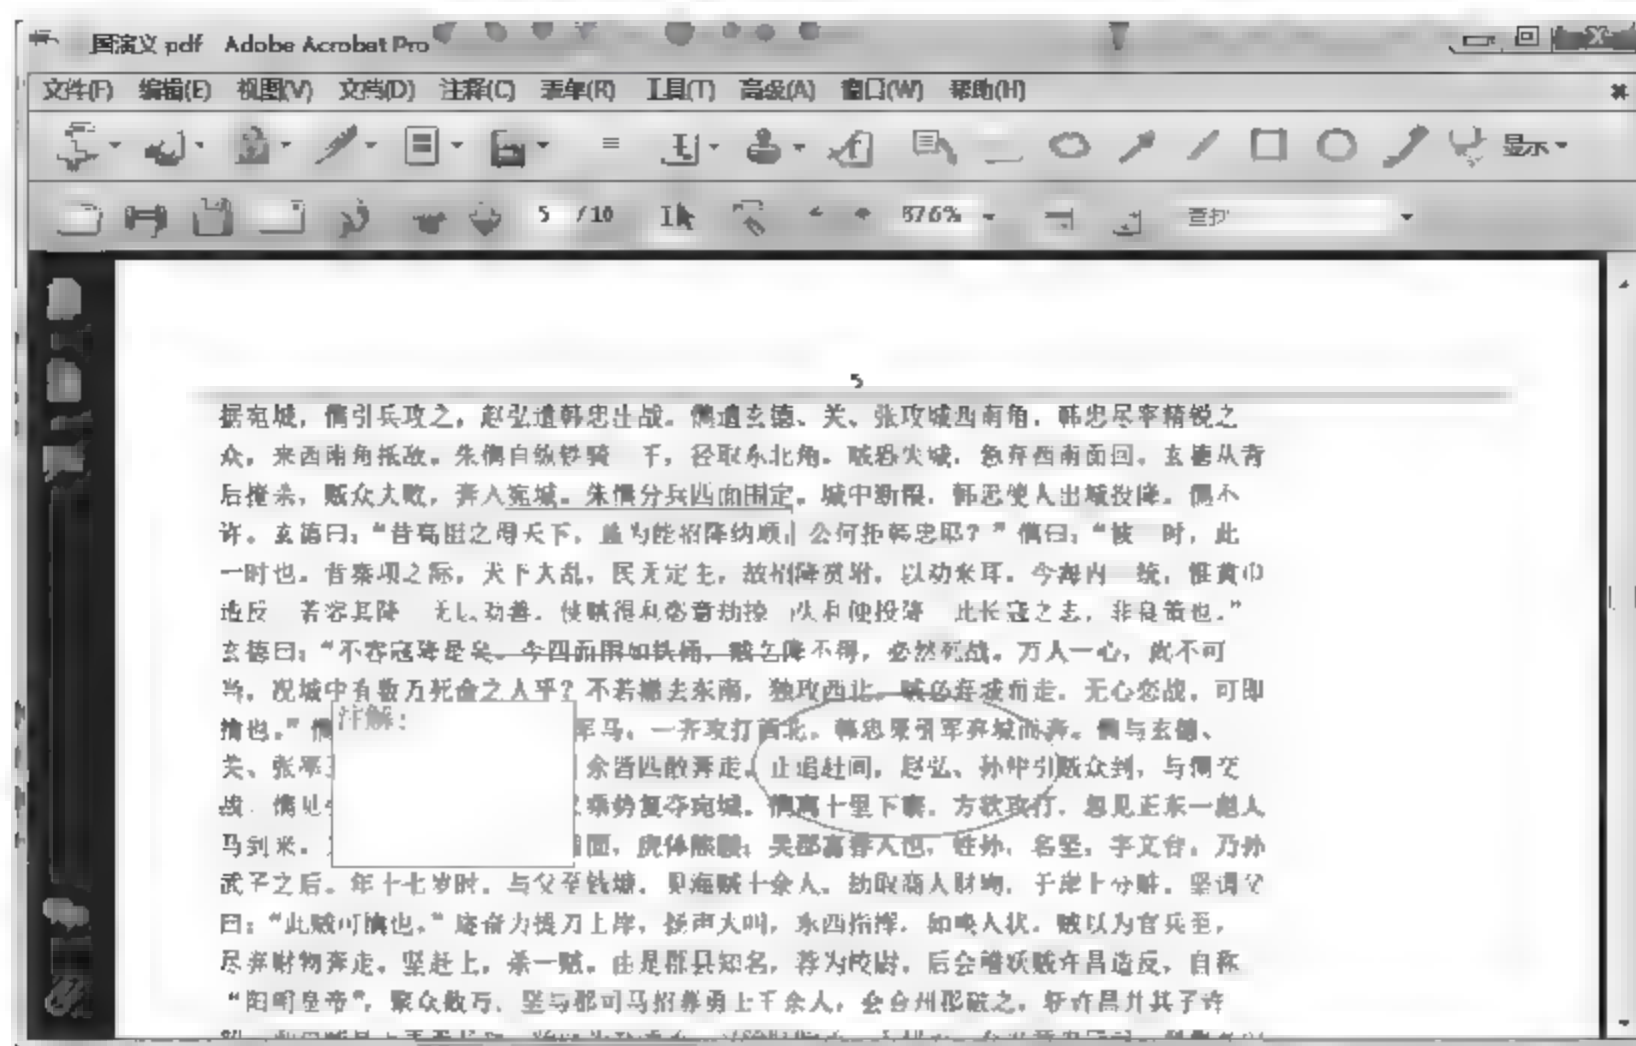 国演义 pdf Adobe Acrobat Pro
文件(F) 编辑(E) 视图(V) 文档(D) 注释(C) 表单(R) 工具(T) 高级(A) 窗口(W) 帮助(H)
显示
5 /10 87.6% 查找
5
据宛城，儁引兵攻之，赵弘遣韩忠出战。儁遣玄德、关、张攻城西南角，韩忠尽率精锐之
众，来西南角抵敌。朱儁自纵铁骑 千，径取东北角。贼恐失城，急弃西南而回。玄德从背
后掩杀，贼众大败，奔入宛城。朱儁分兵四面围定。城中断粮，韩忠使人出城投降。儁不
许。玄德曰：“昔高祖之得天下，盖为能招降纳顺，公何拒韩忠耶？”儁曰：“彼 时，此
一时也。昔秦项之际，天下大乱，民无定主，故招降赏附，以劝来耳。今海内 统，惟黄巾
造反 若容其降 无以劝善。使贼得利恣意劫掠 失利便投降 此长寇之志，非良策也。”
玄德曰：“不容寇降是矣。今四面围如铁桶，贼乞降不得，必然死战。万人一心，尚不可
当，况城中有数万死命之人乎？不若撤去东南，独攻西北。贼必弃城而走。无心恋战，可即
擒也。”儁 军马，一齐攻打西北。韩忠果引军弃城而奔。儁与玄德、
注解：
关、张率 余皆四散奔走。正追赶间，赵弘、孙仲引贼众到，与儁交
战 儁见 乘势复夺宛城。儁离十里下寨，方欲攻打，忽见正东一彪人
马到来。 面，虎体熊腰；吴郡富春人也，姓孙，名坚，字文台，乃孙
武子之后。年十七岁时，与父至钱塘，见海贼十余人，劫取商人财物，于岸上分赃。坚谓父
曰：“此贼可擒也。”遂奋力提刀上岸，扬声大叫，东西指挥，如唤人状。贼以为官兵至，
尽弃财物奔走。坚赶上，杀一贼。由是郡县知名，荐为校尉。后会稽妖贼许昌造反，自称
“阳明皇帝”，聚众数万，坚与郡司马招募勇士千余人，会合州郡破之，斩许昌并其子许